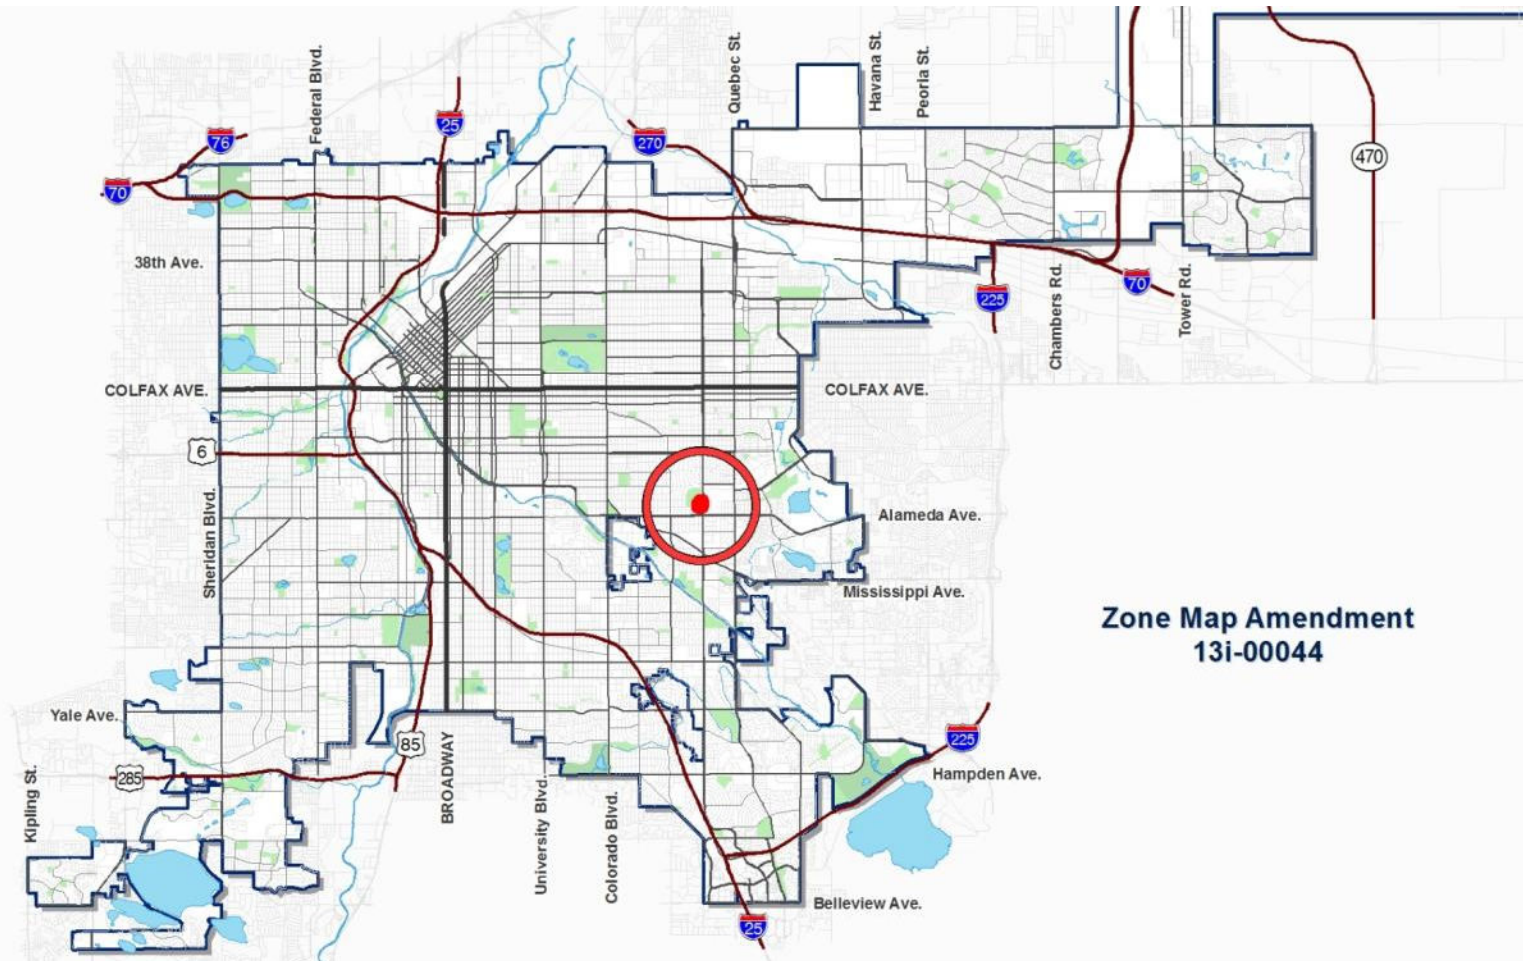 Federal Blvd.
Quebec St.
Havana St.
Peoria St.
76
25
270
470
70
38th Ave.
225
Chambers Rd.
70
Tower Rd.
COLFAX AVE.
COLFAX AVE.
6
Sheridan Blvd.
Alameda Ave.
Mississippi Ave.
Zone Map Amendment
13i-00044
Yale Ave.
85
225
285
Hampden Ave.
Kipling St.
BROADWAY
University Blvd.
Colorado Blvd.
Belleview Ave.
25